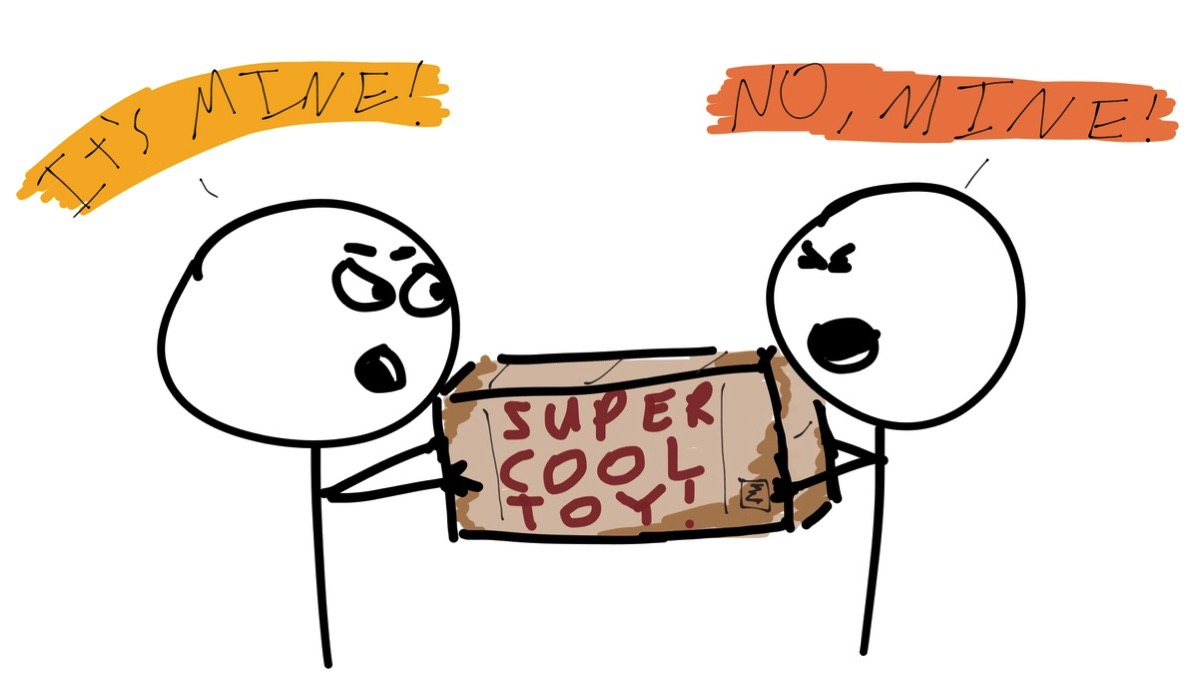 It's MINE!
NO, MINE!
SUPER
COOL
TOY!